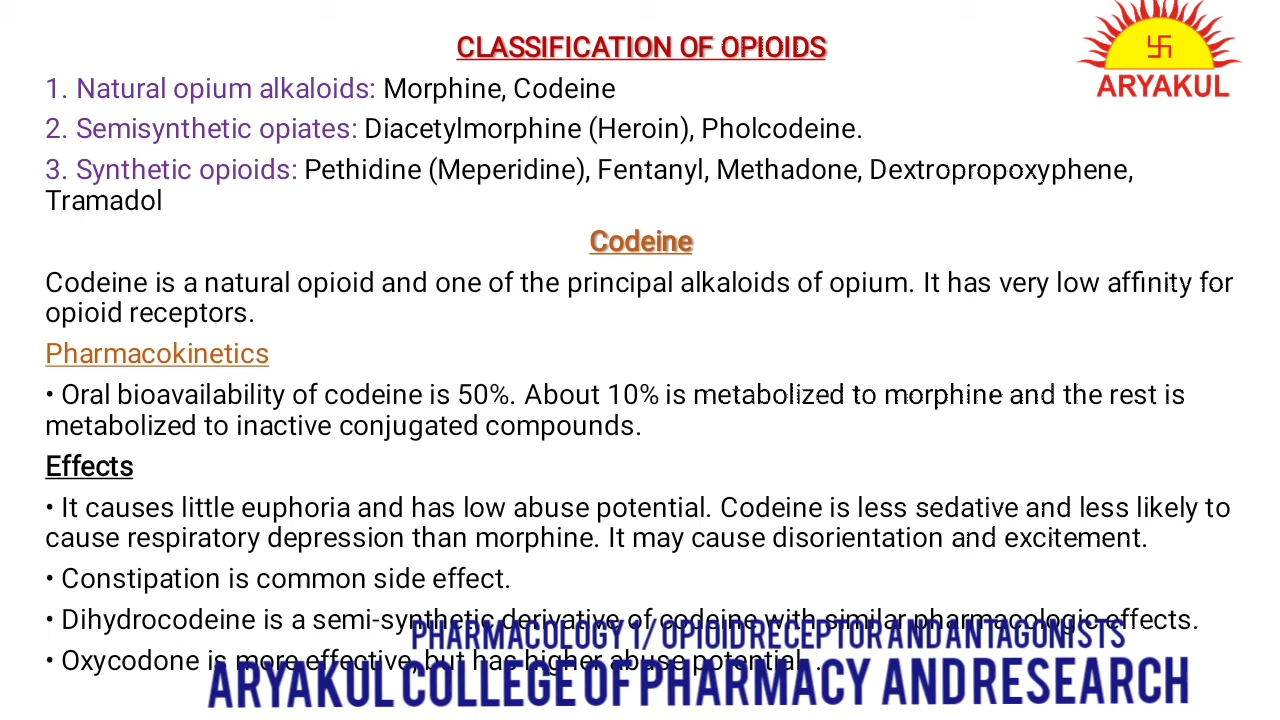 CLASSIFICATION OF OPIOIDS
ARYAKUL
1. Natural opium alkaloids: Morphine, Codeine
2. Semisynthetic opiates: Diacetylmorphine (Heroin), Pholcodeine.
3. Synthetic opioids: Pethidine (Meperidine), Fentanyl, Methadone, Dextropropoxyphene,
Tramadol
Codeine
Codeine is a natural opioid and one of the principal alkaloids of opium. It has very low affinity for
opioid receptors.
Pharmacokinetics
• Oral bioavailability of codeine is 50%. About 10% is metabolized to morphine and the rest is
metabolized to inactive conjugated compounds.
Effects
• It causes little euphoria and has low abuse potential. Codeine is less sedative and less likely to
cause respiratory depression than morphine. It may cause disorientation and excitement.
• Constipation is common side effect.
• Dihydrocodeine is a semi-synthetic derivative of codeine with similar pharmacologic effects.
PHARMACOLOGY 1/ OPIOID RECEPTOR AND ANTAGONISTS
• Oxycodone is more effective, but has higher abuse potential. .
ARYAKUL COLLEGE OF PHARMACY AND RESEARCH